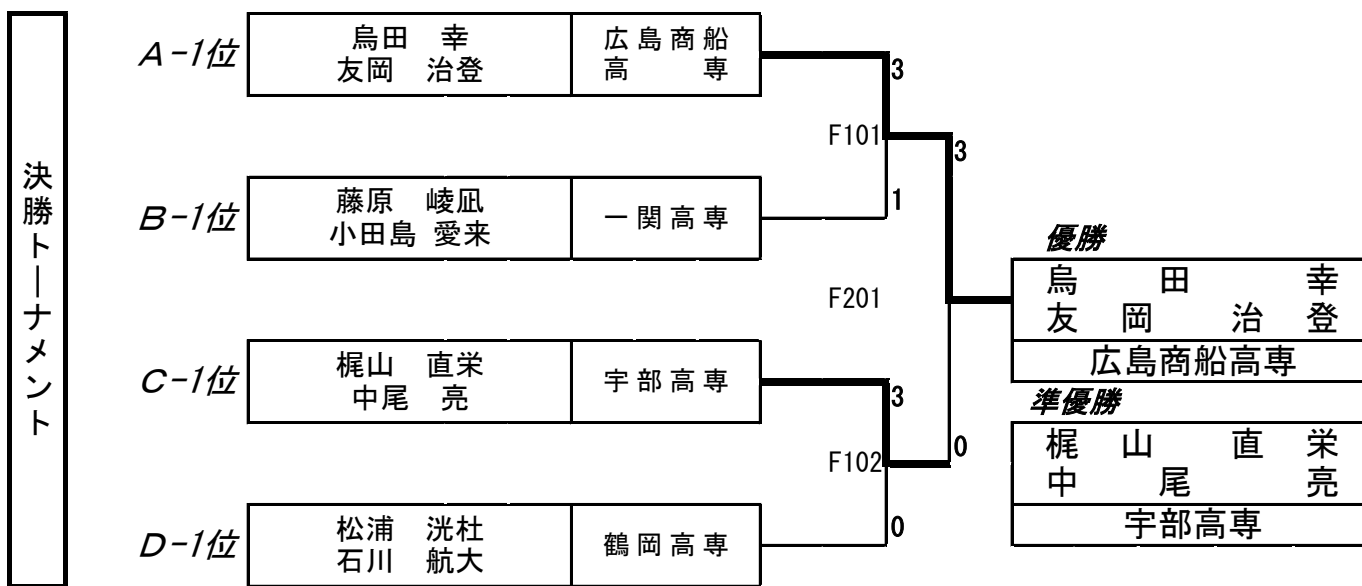 決勝トーナメント
A-1位
烏田 幸
友岡 治登
広島商船
高専
3
F101
3
B-1位
藤原 崚凪
小田島 愛来
一関高専
1
優勝
烏田 幸
友岡 治登
広島商船高専
F201
C-1位
梶山 直栄
中尾 亮
宇部高専
3
準優勝
梶山 直栄
中尾 亮
宇部高専
F102
0
D-1位
松浦 洸杜
石川 航大
鶴岡高専
0